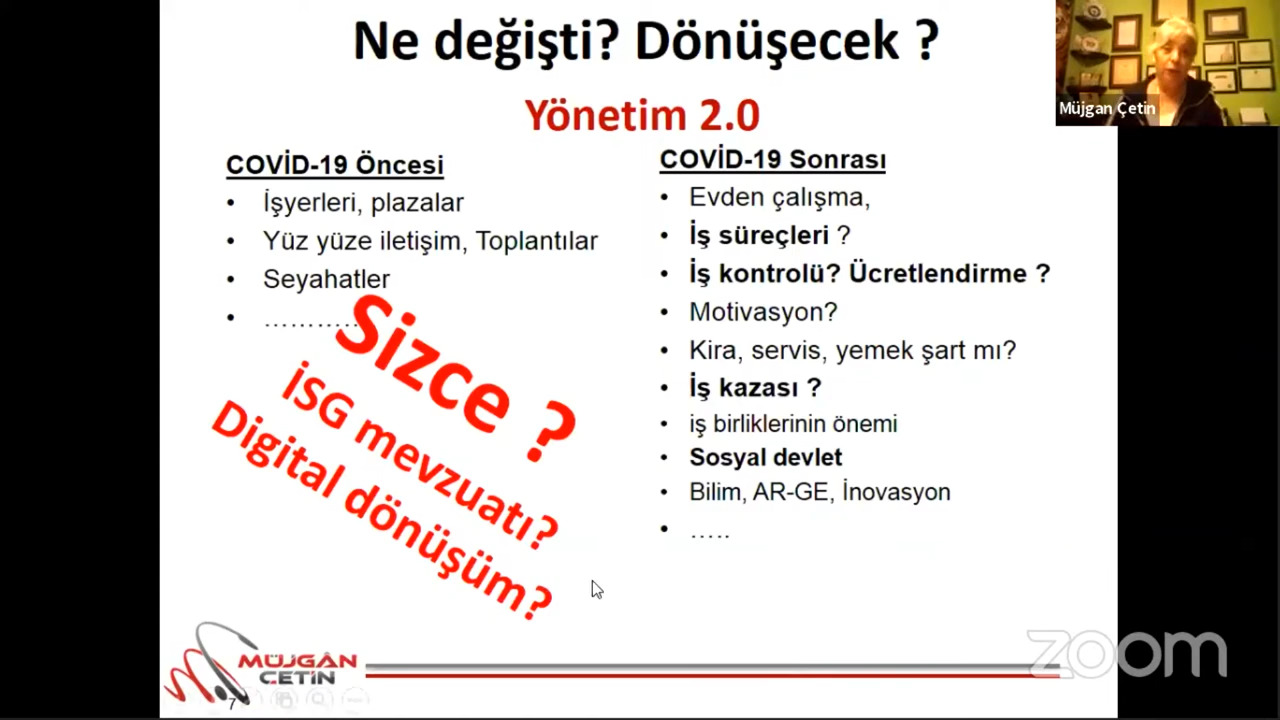 Ne değişti? Dönüşecek ?
Yönetim 2.0
Müjgan Çetin
COVİD-19 Öncesi
• İşyerleri, plazalar
• Yüz yüze iletişim, Toplantılar
• Seyahatler
• …………
Sizce ?
İSG mevzuatı?
Digital dönüşüm?
COVİD-19 Sonrası
• Evden çalışma,
• İş süreçleri ?
• İş kontrolü? Ücretlendirme ?
• Motivasyon?
• Kira, servis, yemek şart mı?
• İş kazası ?
• iş birliklerinin önemi
• Sosyal devlet
• Bilim, AR-GE, İnovasyon
• …..
MÜJGÂN
ÇETİN
7
zoom